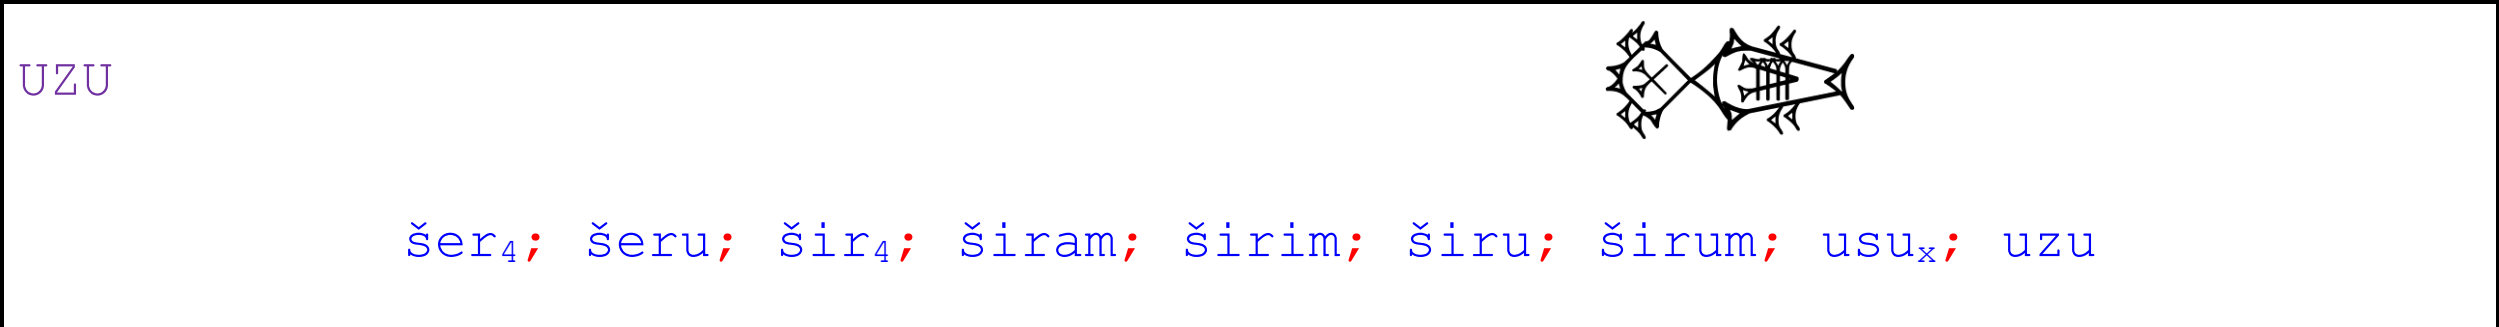 UZU 𒍜
šer₄; šeru; šir₄; širam; širim; širu; širum; usuₓ; uzu